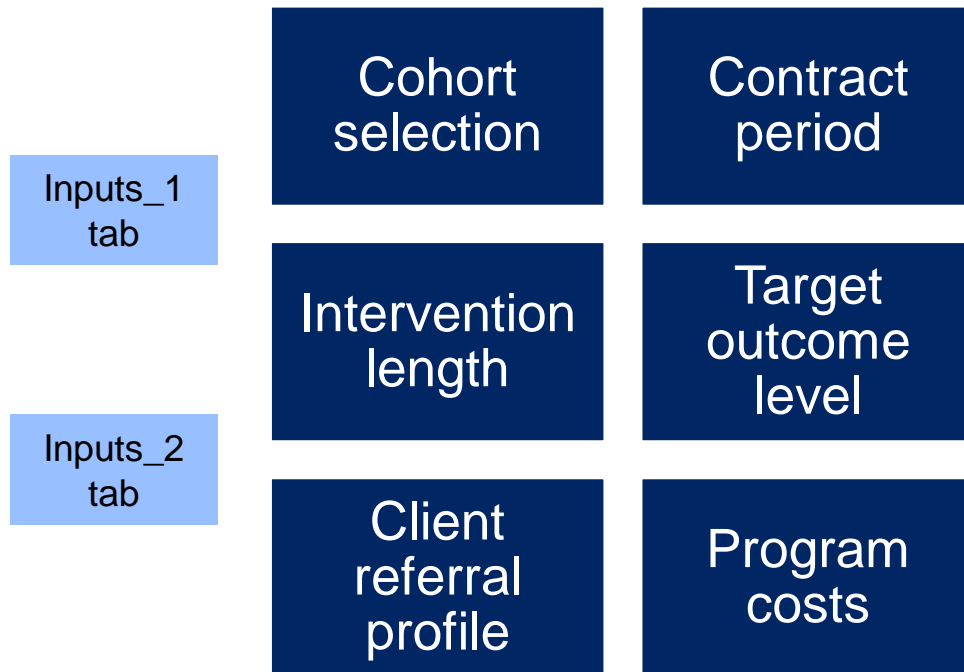 Inputs_1
tab
Inputs_2
tab
Cohort
selection
Contract
period
Intervention
length
Target
outcome
level
Client
referral
profile
Program
costs